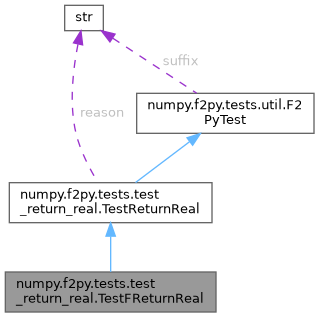 str
suffix
reason
numpy.f2py.tests.util.F2
PyTest
numpy.f2py.tests.test
_return_real.TestReturnReal
numpy.f2py.tests.test
_return_real.TestFReturnReal